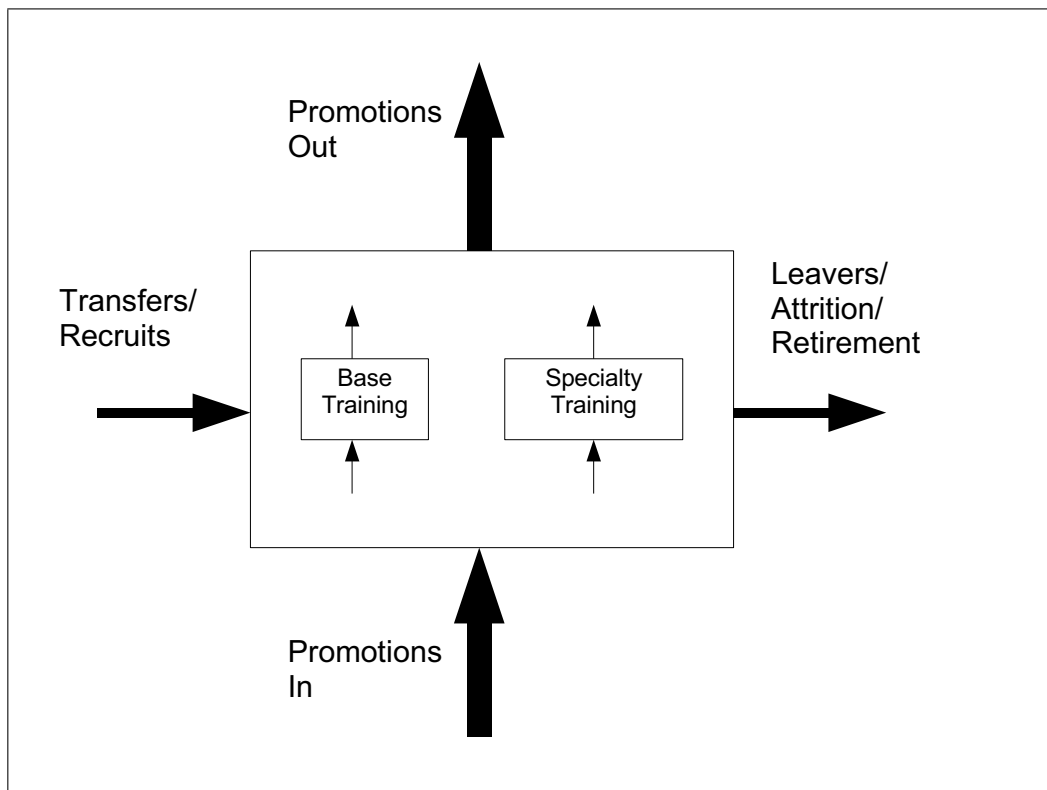 Promotions
Out
Transfers/
Recruits
Leavers/
Attrition/
Retirement
Base
Training
Specialty
Training
Promotions
In